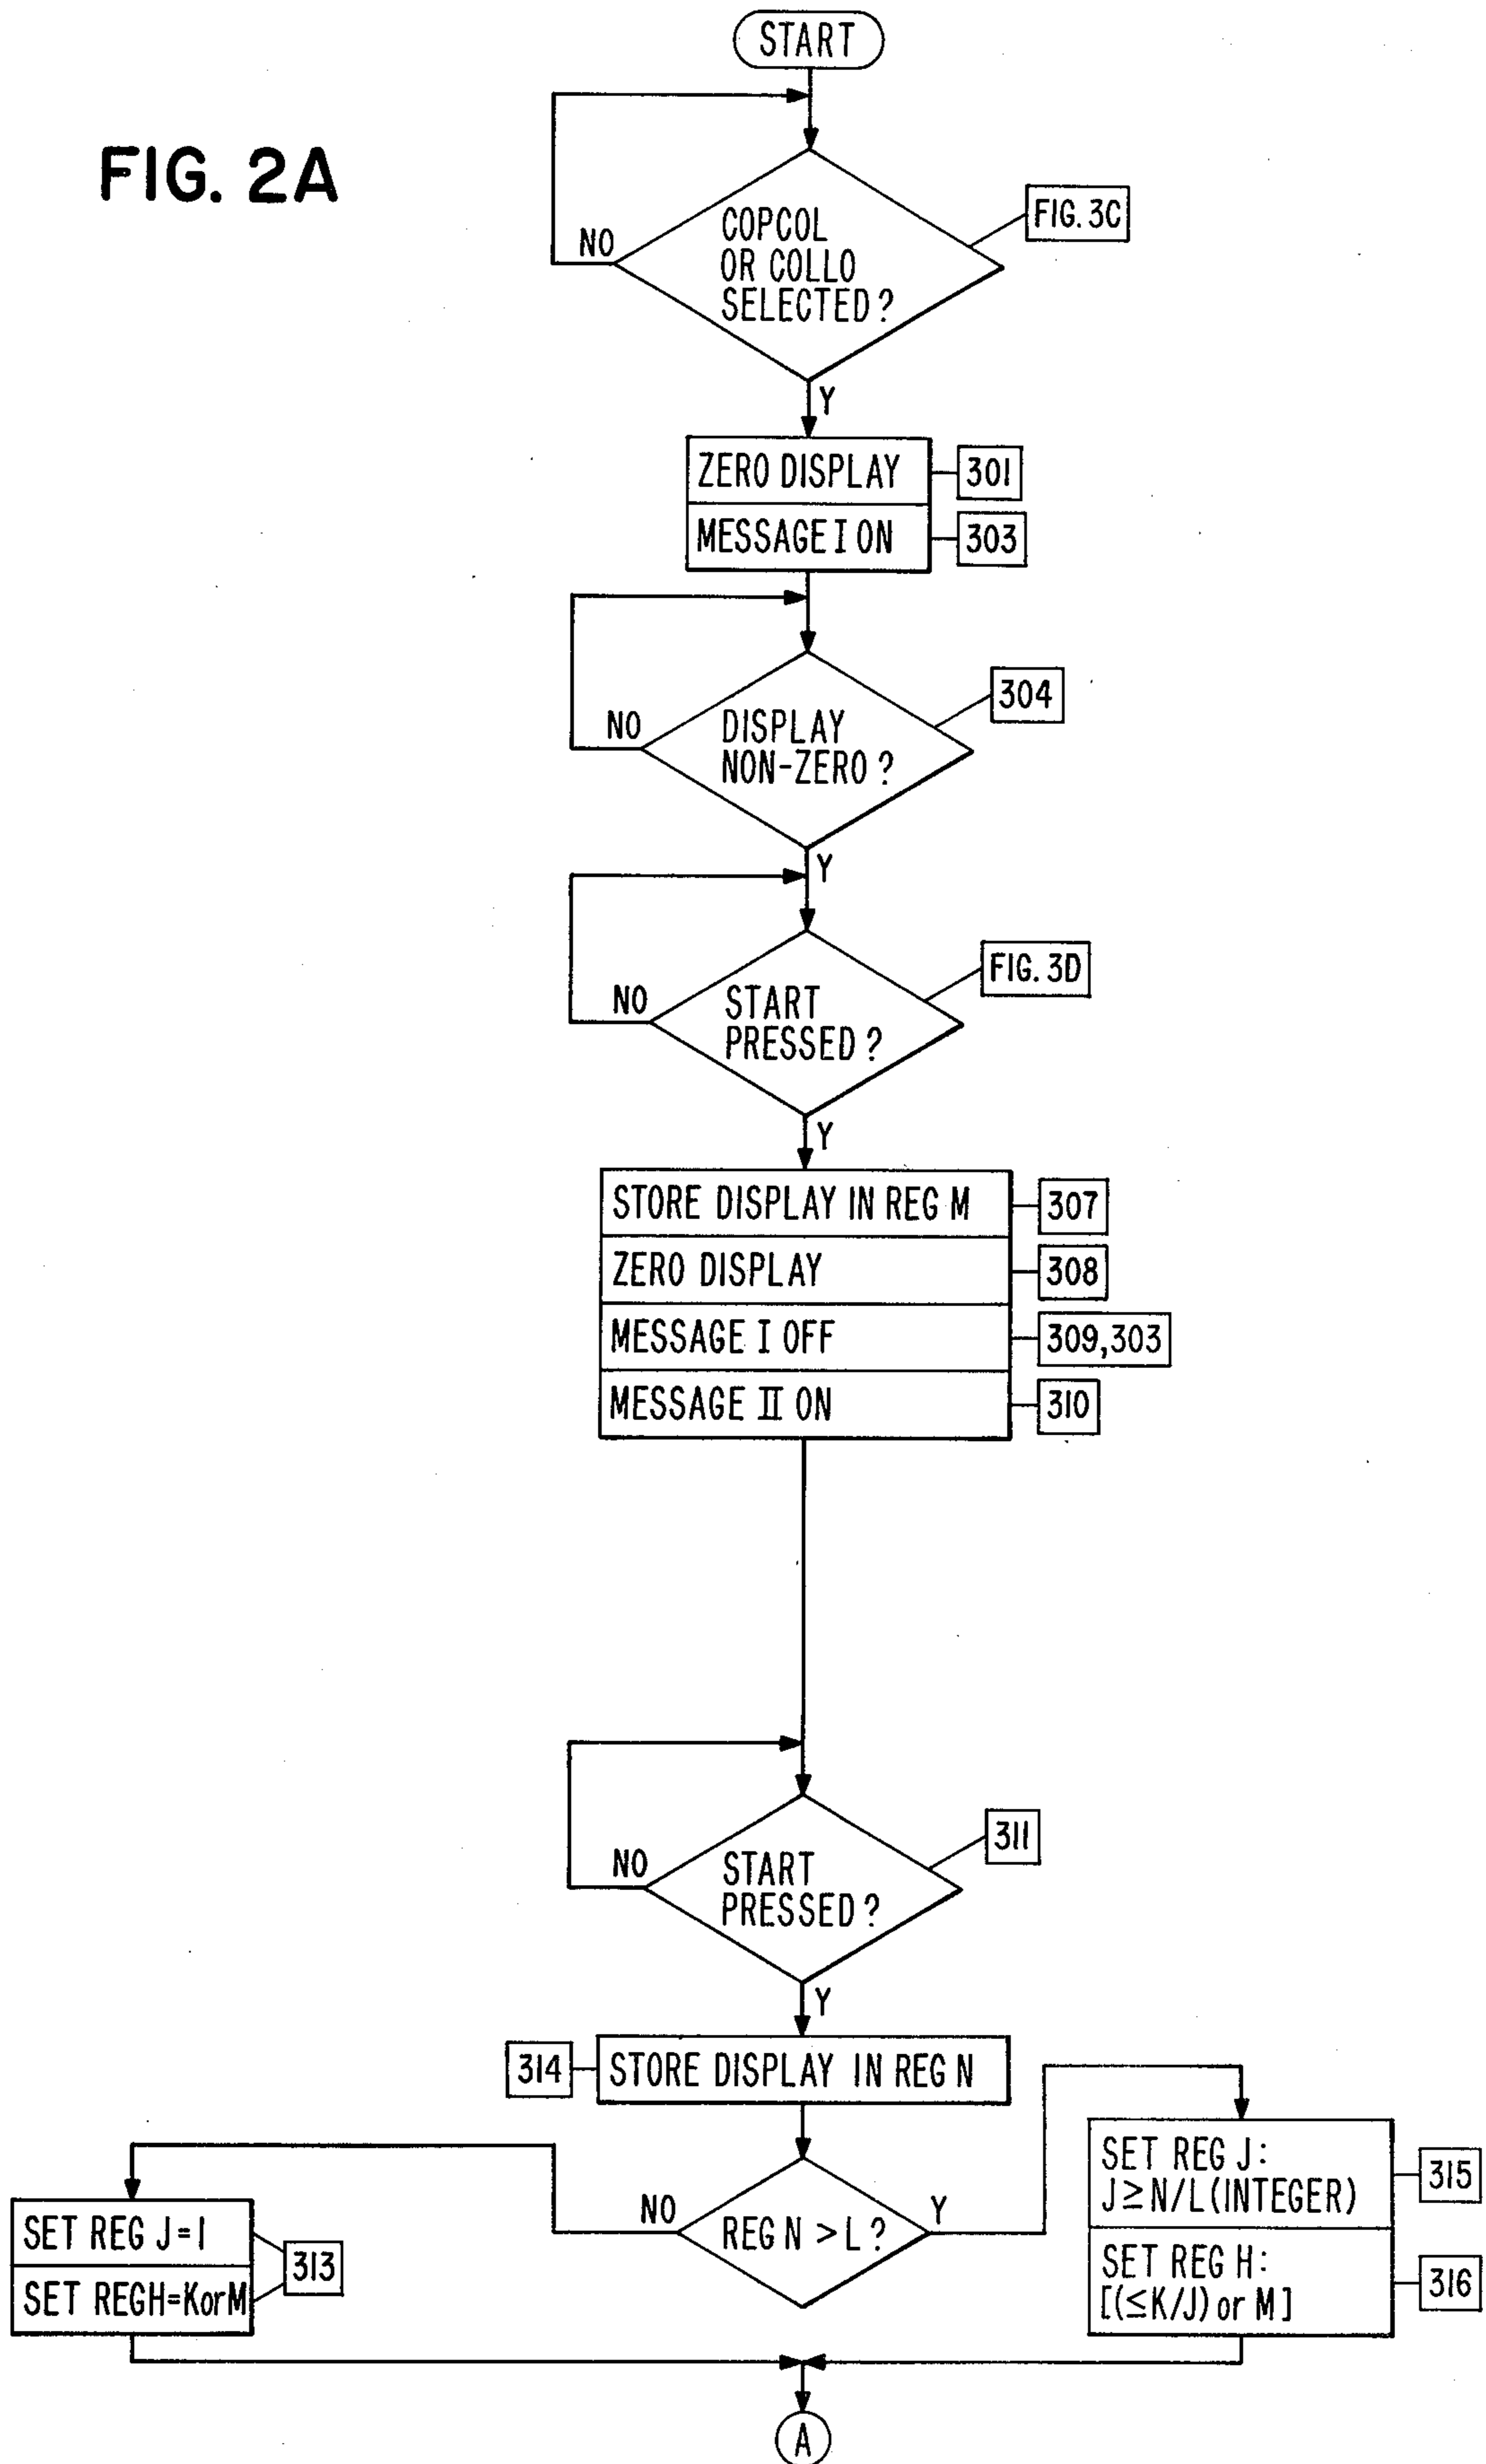 START
FIG. 2A
FIG. 3C
NO
COPCOL
OR COLLO
SELECTED ?
Y
ZERO DISPLAY
301
MESSAGE I ON
303
304
NO
DISPLAY
NON-ZERO ?
Y
FIG. 3D
NO
START
PRESSED ?
Y
STORE DISPLAY IN REG M
307
ZERO DISPLAY
308
MESSAGE I OFF
309,303
MESSAGE II ON
310
311
NO
START
PRESSED ?
Y
314
STORE DISPLAY IN REG N
NO
REG N > L ?
Y
SET REG J:
J≥N/L(INTEGER)
315
SET REG J=1
313
SET REGH=KorM
SET REG H:
[(≤K/J) or M]
316
A